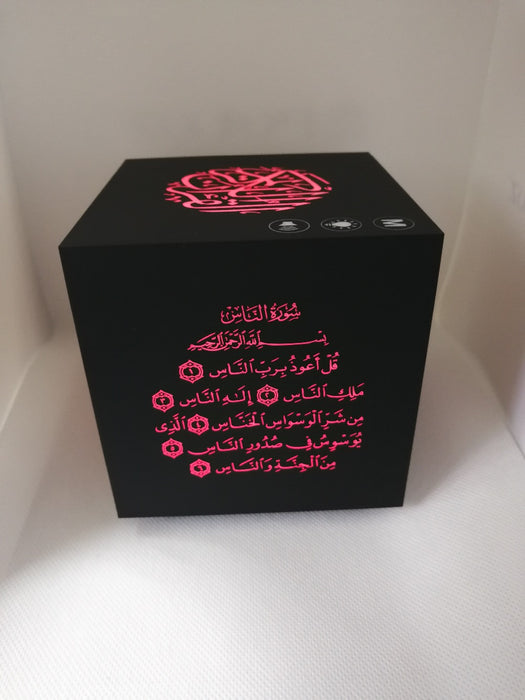 M
سُورَةُ النَّاسِ
بِسْمِ اللَّهِ الرَّحْمَٰنِ الرَّحِيمِ
قُلْ أَعُوذُ بِرَبِّ النَّاسِ ١
مَلِكِ النَّاسِ ٢ إِلَٰهِ النَّاسِ ٣
مِن شَرِّ الْوَسْوَاسِ الْخَنَّاسِ ٤ الَّذِى
يُوَسْوِسُ فِى صُدُورِ النَّاسِ ٥
مِنَ الْجِنَّةِ وَالنَّاسِ ٦